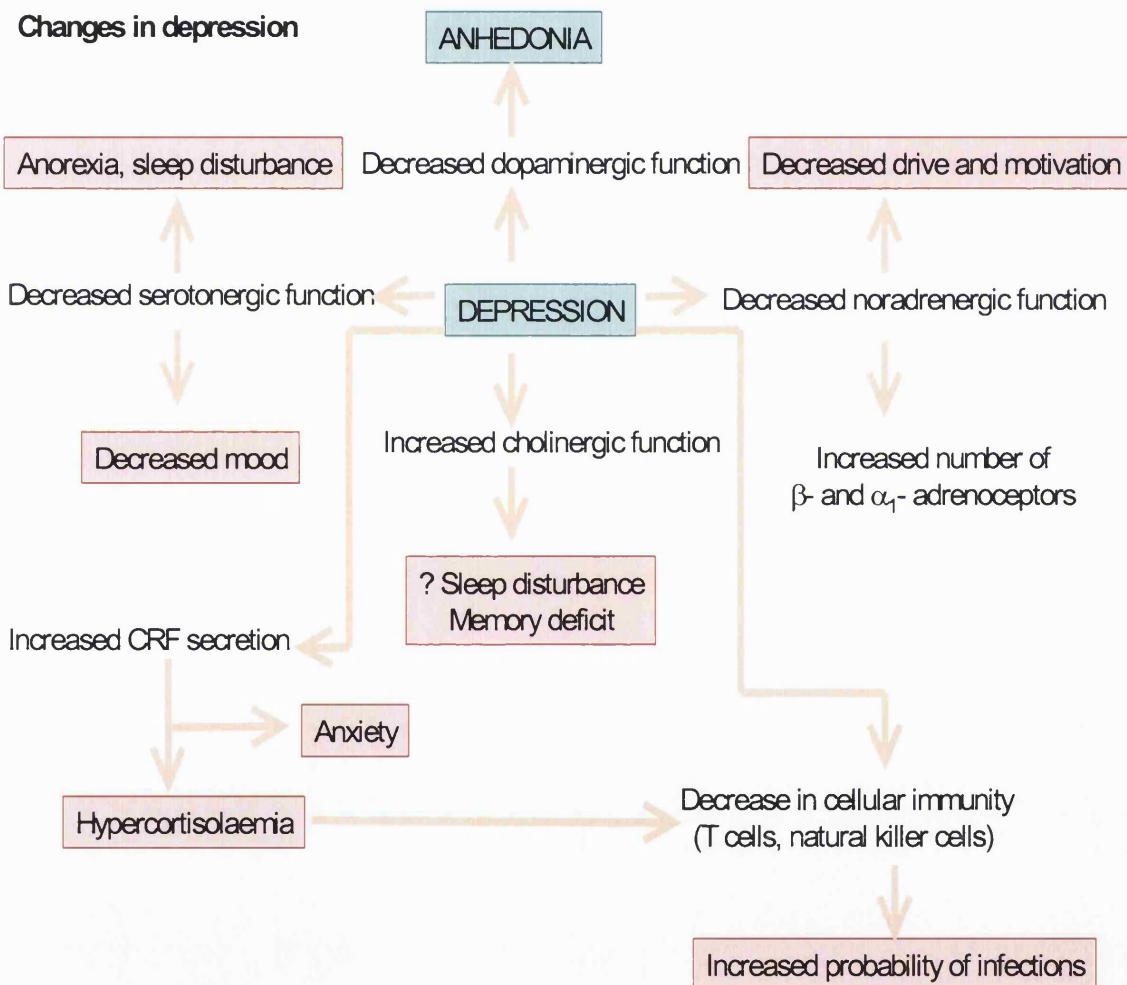 Changes in depression
ANHEDONIA
Anorexia, sleep disturbance
Decreased dopaminergic function
Decreased drive and motivation
Decreased serotonergic function
DEPRESSION
Decreased noradrenergic function
Decreased mood
Increased cholinergic function
Increased number of
β- and α₁- adrenoceptors
? Sleep disturbance
Memory deficit
Increased CRF secretion
Anxiety
Hypercortisolaemia
Decrease in cellular immunity
(T cells, natural killer cells)
Increased probability of infections